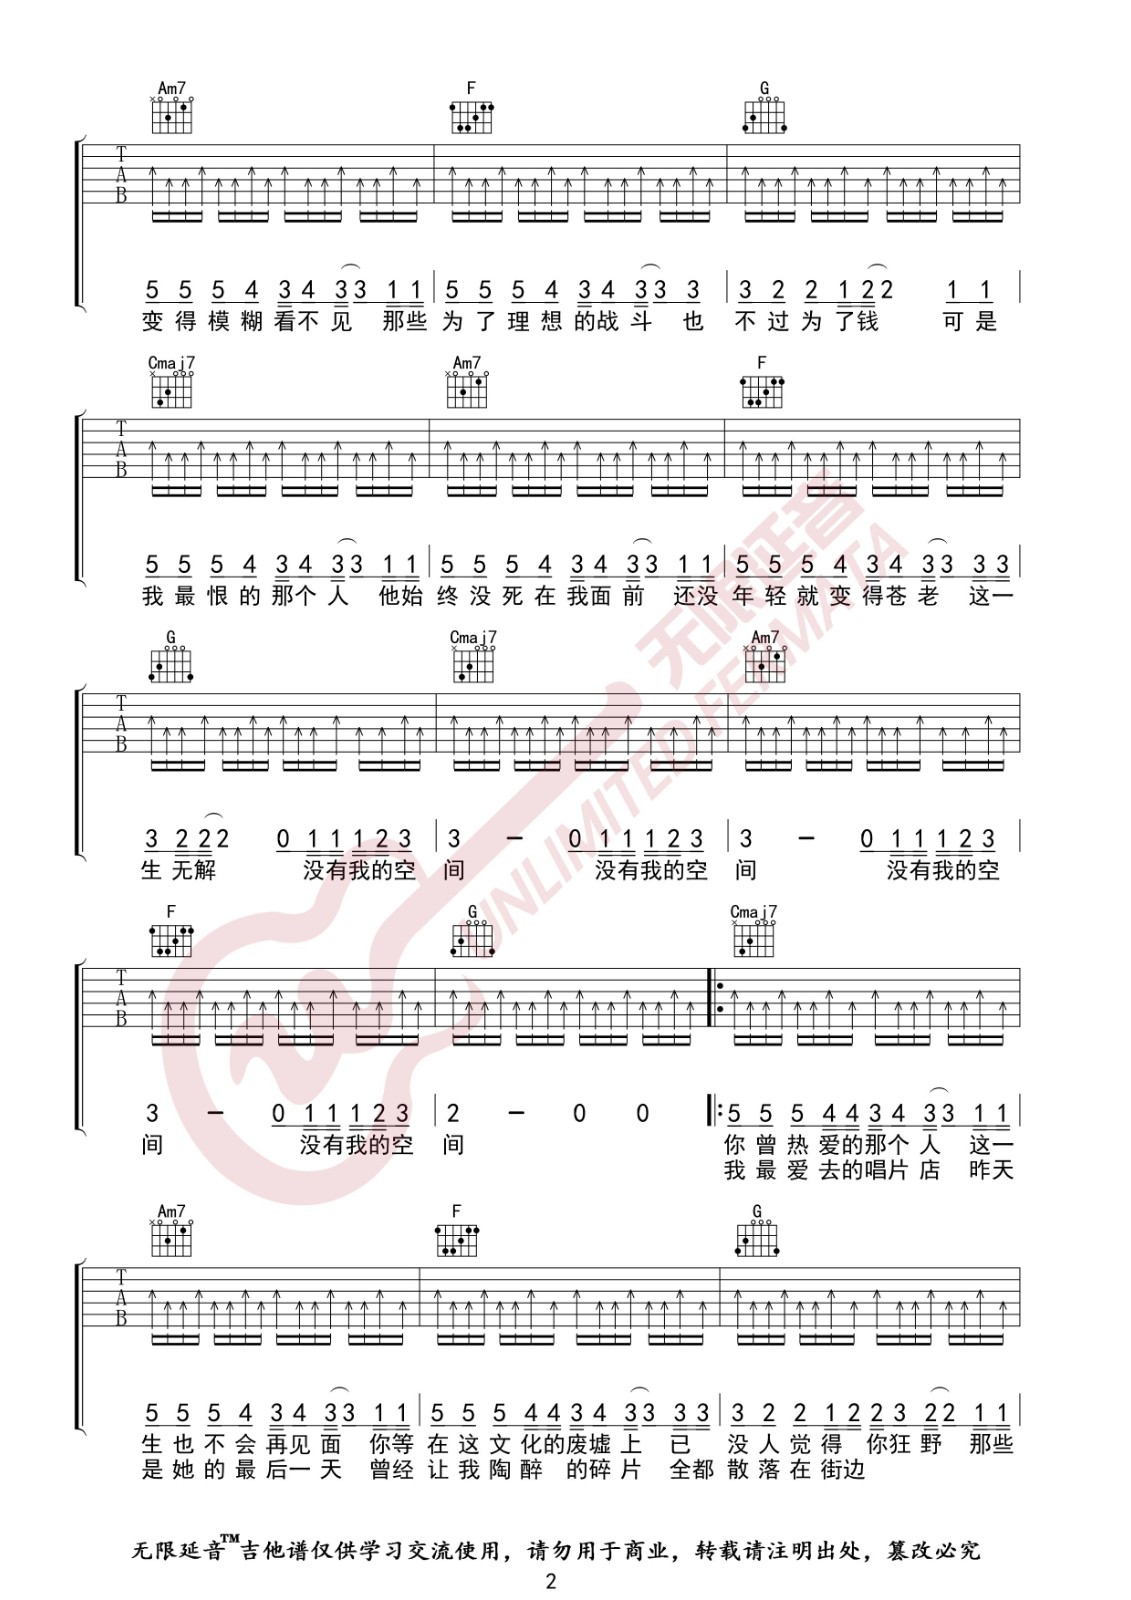 Am7 F G
T
A
B
5 5 5 4 3 4 3 3 1 1 5 5 5 4 3 4 3 3 3 3 2 2 1 2 2 1 1
变得模糊看不见 那些为了理想的战斗 也 不过为了钱 可是
Cmaj7 Am7 F
T
A
B
5 5 5 4 3 4 3 3 1 1 5 5 5 4 3 4 3 3 1 1 5 5 5 4 3 4 3 3 3 3
我最恨的那个人 他始终没死在我面前 还没年轻就变得苍老 这一
G Cmaj7 Am7
T
A
B
3 2 2 2 0 1 1 1 2 3 3 - 0 1 1 1 2 3 3 - 0 1 1 1 2 3
生无解 没有我的空间 没有我的空间 没有我的空
F G Cmaj7
T
A
B
3 - 0 1 1 1 2 3 2 - 0 0 5 5 5 4 4 3 4 3 3 1 1
间 没有我的空间 你曾热爱的那个人 这一
我最爱去的唱片店 昨天
Am7 F G
T
A
B
5 5 5 4 3 4 3 3 1 1 5 5 5 4 4 3 4 3 3 3 3 3 2 2 1 2 2 3 2 2 1 1
生也不会再见面 你等在这文化的废墟上 已 没人觉得 你狂野 那些
是她的最后一天 曾经让我陶醉 的碎片 全都散落在街边
无限延音
UNLIMITED FERMATA
无限延音™吉他谱仅供学习交流使用，请勿用于商业，转载请注明出处，篡改必究
2